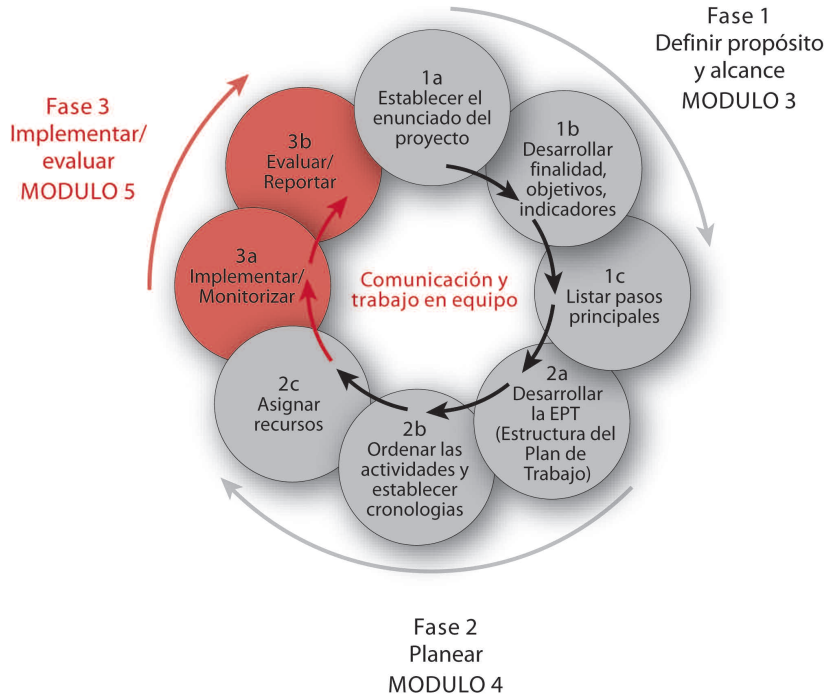 Fase 1
Definir propósito
y alcance
MODULO 3
1a
Establecer el
enunciado del
proyecto
1b
Desarrollar
finalidad,
objetivos,
indicadores
1c
Listar pasos
principales
2a
Desarrollar
la EPT
(Estructura del
Plan de
Trabajo)
2b
Ordenar las
actividades y
establecer
cronologias
2c
Asignar
recursos
3a
Implementar/
Monitorizar
3b
Evaluar/
Reportar
Fase 3
Implementar/
evaluar
MODULO 5
Comunicación y
trabajo en equipo
Fase 2
Planear
MODULO 4